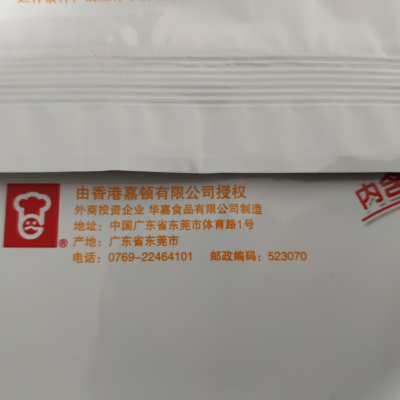 由香港嘉顿有限公司授权
外商投资企业 华嘉食品有限公司制造
地址：中国广东省东莞市体育路1号
产地：广东省东莞市
电话：0769-22464101 邮政编码：523070
内含
®